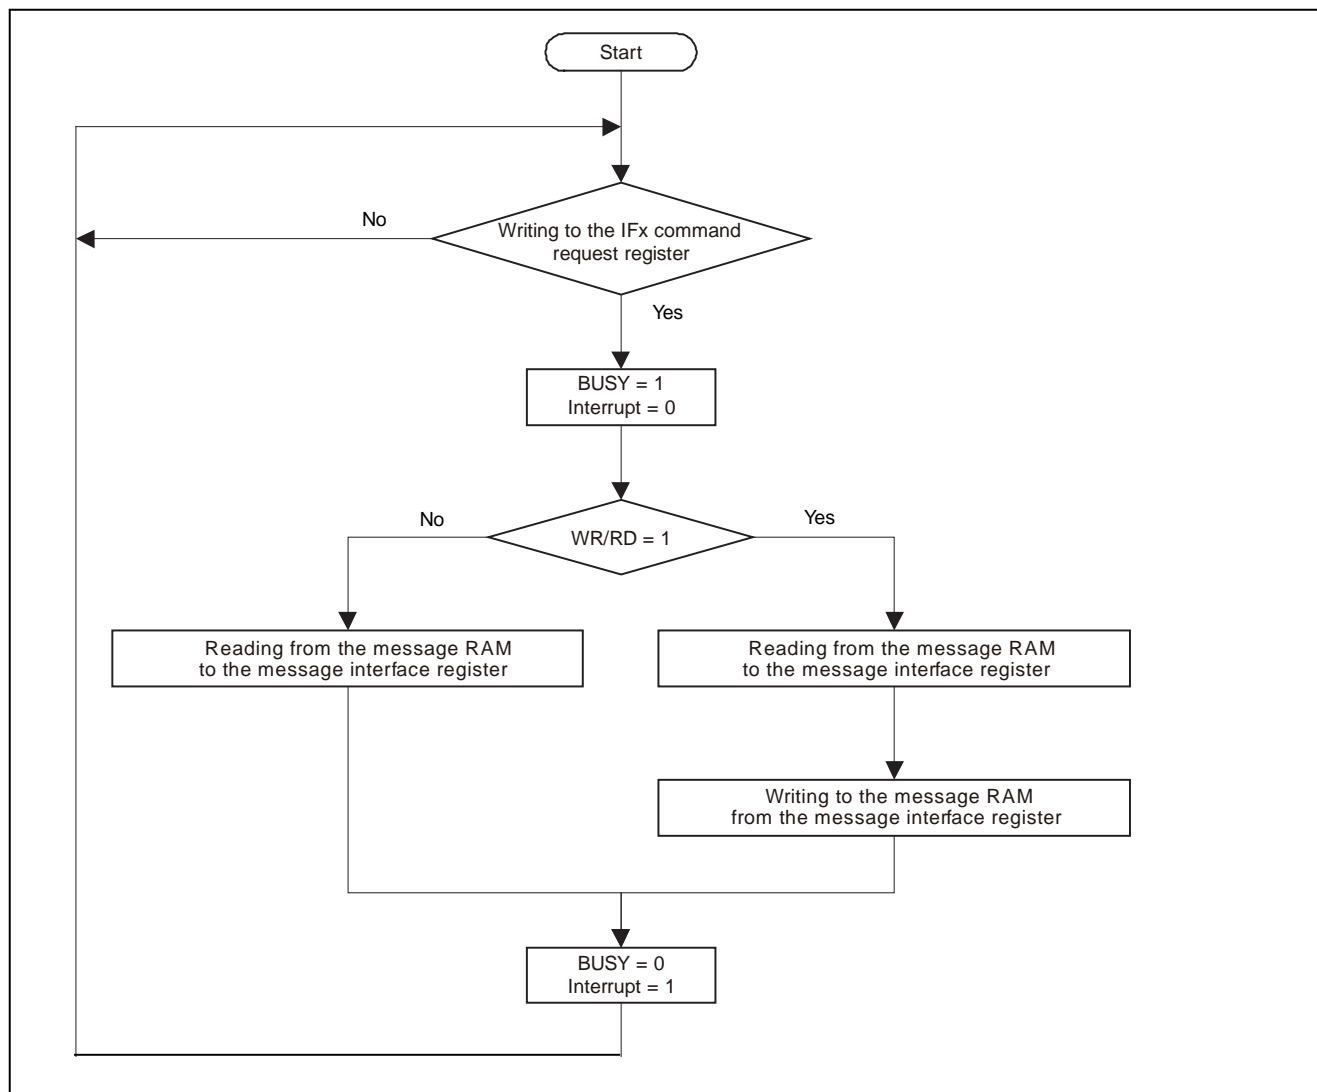 Start
No
Writing to the IFx command
request register
Yes
BUSY = 1
Interrupt = 0
No
Yes
WR/RD = 1
Reading from the message RAM
to the message interface register
Reading from the message RAM
to the message interface register
Writing to the message RAM
from the message interface register
BUSY = 0
Interrupt = 1